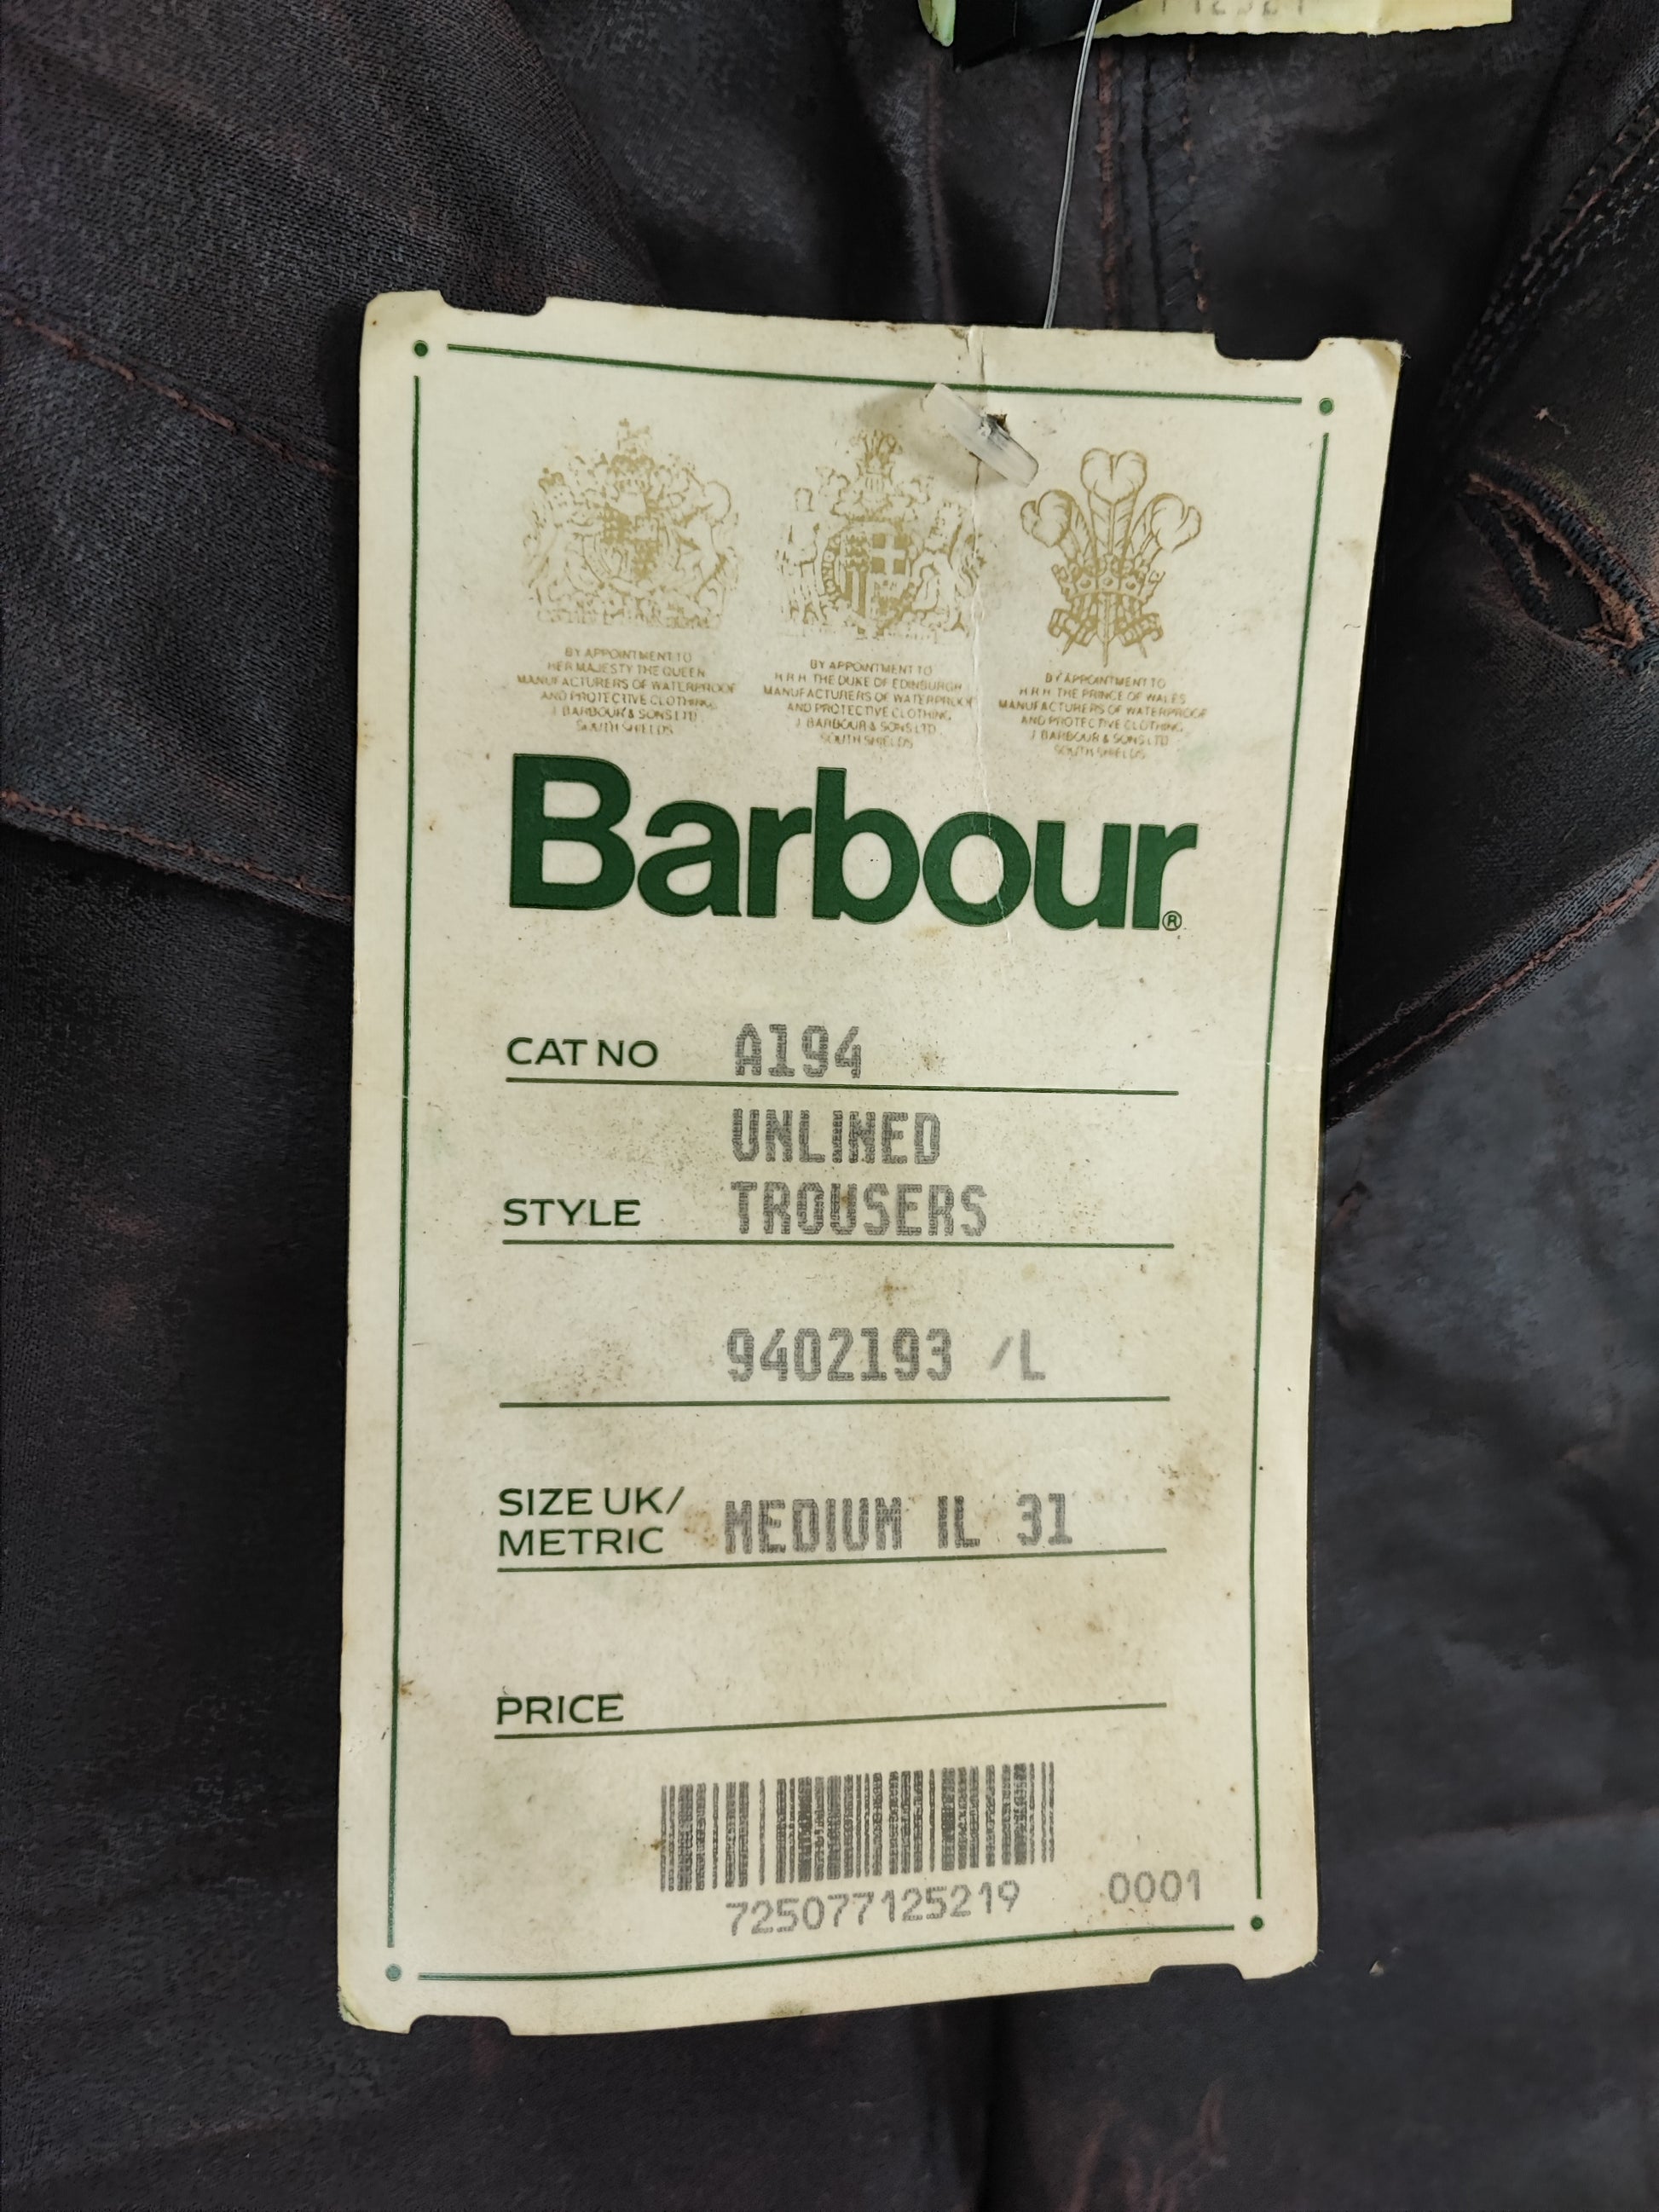 BY APPOINTMENT TO
HER MAJESTY THE QUEEN
MANUFACTURERS OF WATERPROOF
AND PROTECTIVE CLOTHING,
J BARBOUR & SONS LTD
SOUTH SHIELDS
BY APPOINTMENT TO
H R H THE DUKE OF EDINBURGH
MANUFACTURERS OF WATERPROOF
AND PROTECTIVE CLOTHING,
J BARBOUR & SONS LTD
SOUTH SHIELDS
BY APPOINTMENT TO
H R H THE PRINCE OF WALES
MANUFACTURERS OF WATERPROOF
AND PROTECTIVE CLOTHING,
J BARBOUR & SONS LTD
SOUTH SHIELDS
Barbour®
CAT NO A194
UNLINED
STYLE TROUSERS
9402193 /L
SIZE UK/
METRIC MEDIUM IL 31
PRICE
725077125219 0001